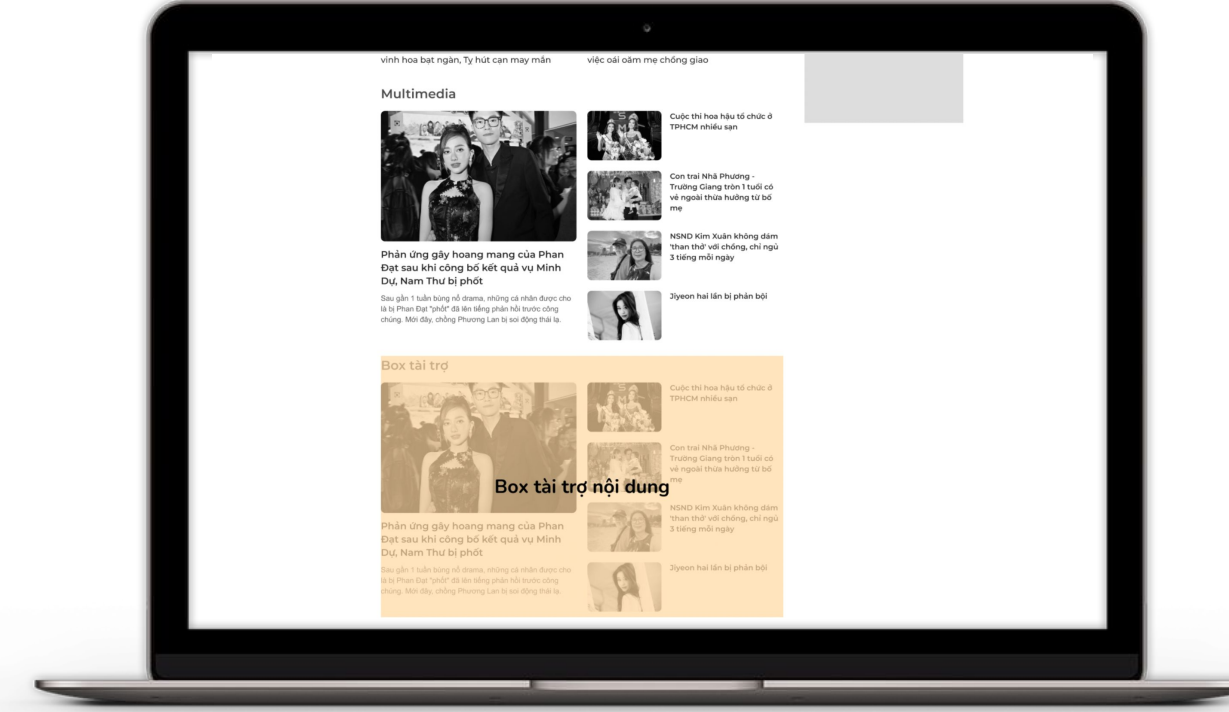 vinh hoa bạt ngàn, Tỵ hút cạn may mắn
việc oái oăm mẹ chồng giao
Multimedia
Phản ứng gây hoang mang của Phan
Đạt sau khi công bố kết quả vụ Minh
Dự, Nam Thư bị phốt
Sau gần 1 tuần bùng nổ drama, những cá nhân được cho
là bị Phan Đạt "phốt" đã lên tiếng phản hồi trước công
chúng. Mới đây, chồng Phương Lan bị soi động thái lạ.
Cuộc thi hoa hậu tổ chức ở
TPHCM nhiều sạn
Con trai Nhã Phương -
Trường Giang tròn 1 tuổi có
vẻ ngoài thừa hưởng từ bố
mẹ
NSND Kim Xuân không dám
'than thở' với chồng, chỉ ngủ
3 tiếng mỗi ngày
Jiyeon hai lần bị phản bội
Box tài trợ
Box tài trợ nội dung
Phản ứng gây hoang mang của Phan
Đạt sau khi công bố kết quả vụ Minh
Dự, Nam Thư bị phốt
Sau gần 1 tuần bùng nổ drama, những cá nhân được cho
là bị Phan Đạt "phốt" đã lên tiếng phản hồi trước công
chúng. Mới đây, chồng Phương Lan bị soi động thái lạ.
Cuộc thi hoa hậu tổ chức ở
TPHCM nhiều sạn
Con trai Nhã Phương -
Trường Giang tròn 1 tuổi có
vẻ ngoài thừa hưởng từ bố
mẹ
NSND Kim Xuân không dám
'than thở' với chồng, chỉ ngủ
3 tiếng mỗi ngày
Jiyeon hai lần bị phản bội